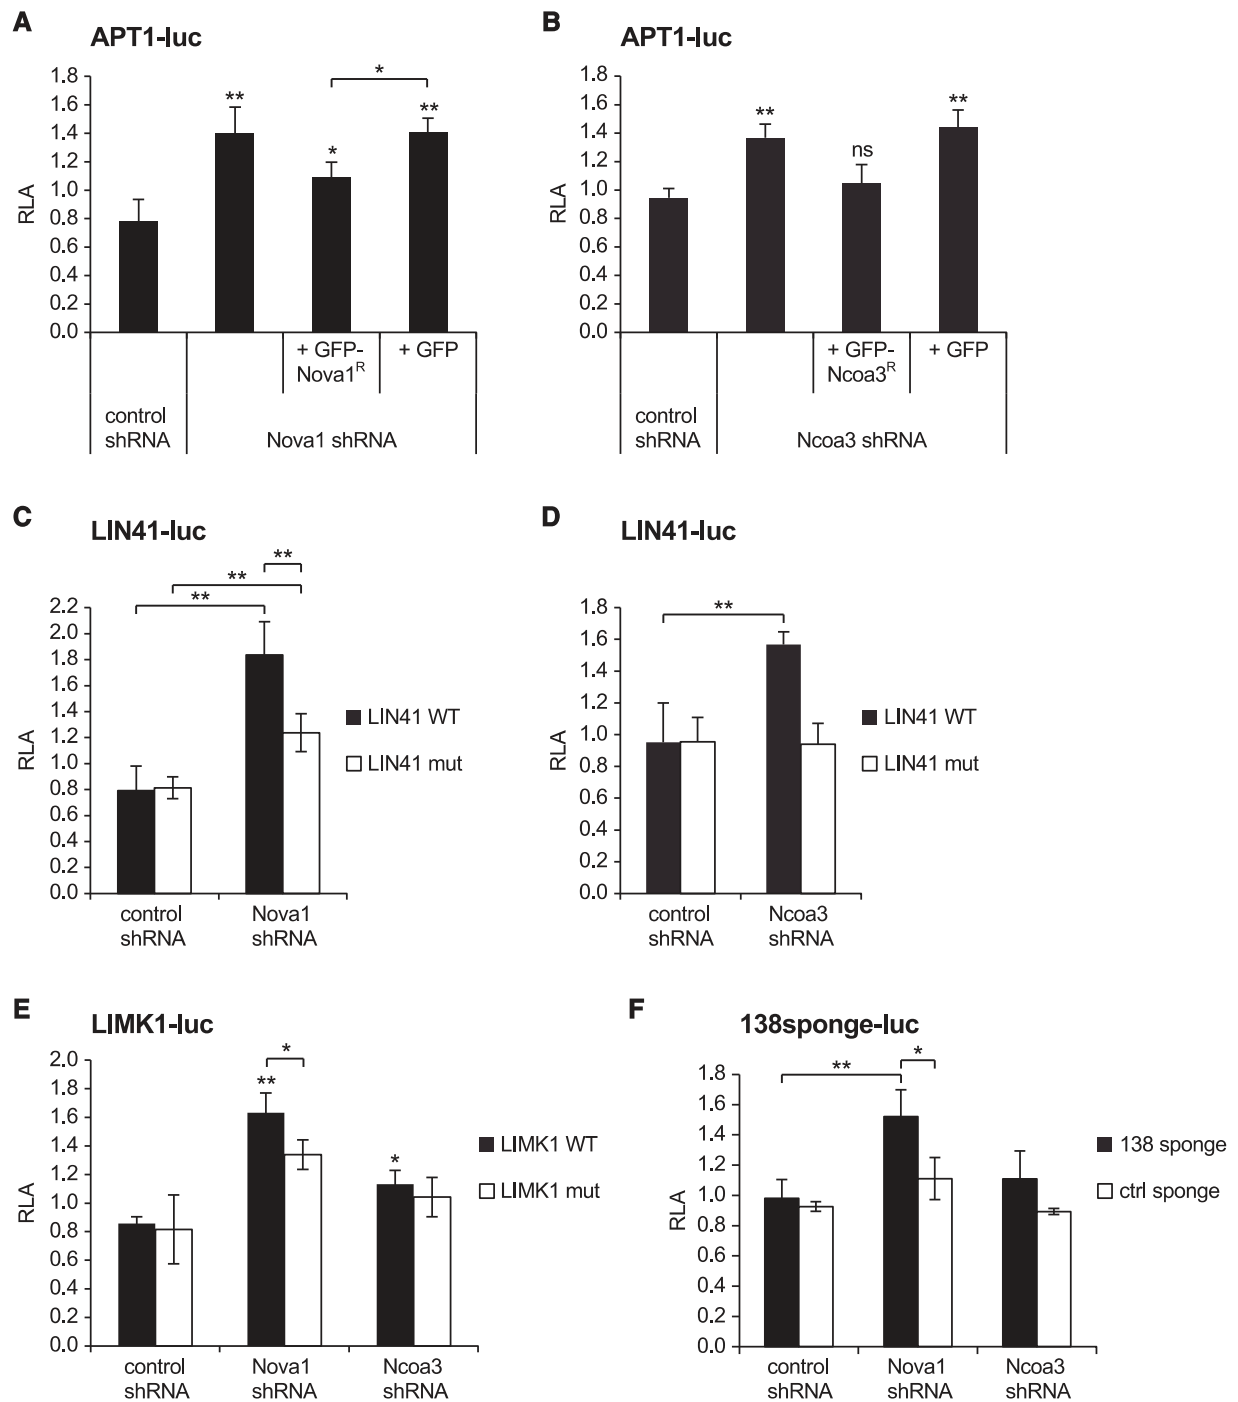 A
APT1-luc
1.8
1.6
1.4
1.2
1.0
0.8
0.6
0.4
0.2
0.0
RLA
**
*
*
**
+ GFP-
Nova1R
+ GFP
control
shRNA
Nova1 shRNA
B
APT1-luc
1.8
1.6
1.4
1.2
1.0
0.8
0.6
0.4
0.2
0.0
RLA
**
ns
**
+ GFP-
Ncoa3R
+ GFP
control
shRNA
Ncoa3 shRNA
C
LIN41-luc
2.2
2.0
1.8
1.6
1.4
1.2
1.0
0.8
0.6
0.4
0.2
0.0
RLA
**
**
**
control
shRNA
Nova1
shRNA
LIN41 WT
LIN41 mut
D
LIN41-luc
1.8
1.6
1.4
1.2
1.0
0.8
0.6
0.4
0.2
0.0
RLA
**
control
shRNA
Ncoa3
shRNA
LIN41 WT
LIN41 mut
E
LIMK1-luc
2.0
1.8
1.6
1.4
1.2
1.0
0.8
0.6
0.4
0.2
0.0
RLA
*
**
*
control
shRNA
Nova1
shRNA
Ncoa3
shRNA
LIMK1 WT
LIMK1 mut
F
138sponge-luc
1.8
1.6
1.4
1.2
1.0
0.8
0.6
0.4
0.2
0.0
RLA
**
*
control
shRNA
Nova1
shRNA
Ncoa3
shRNA
138 sponge
ctrl sponge